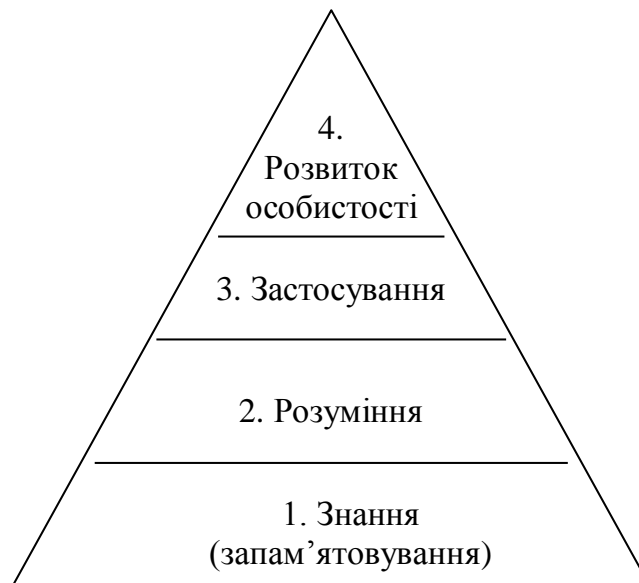 4.
Розвиток
особистості
3. Застосування
2. Розуміння
1. Знання
(запам’ятовування)